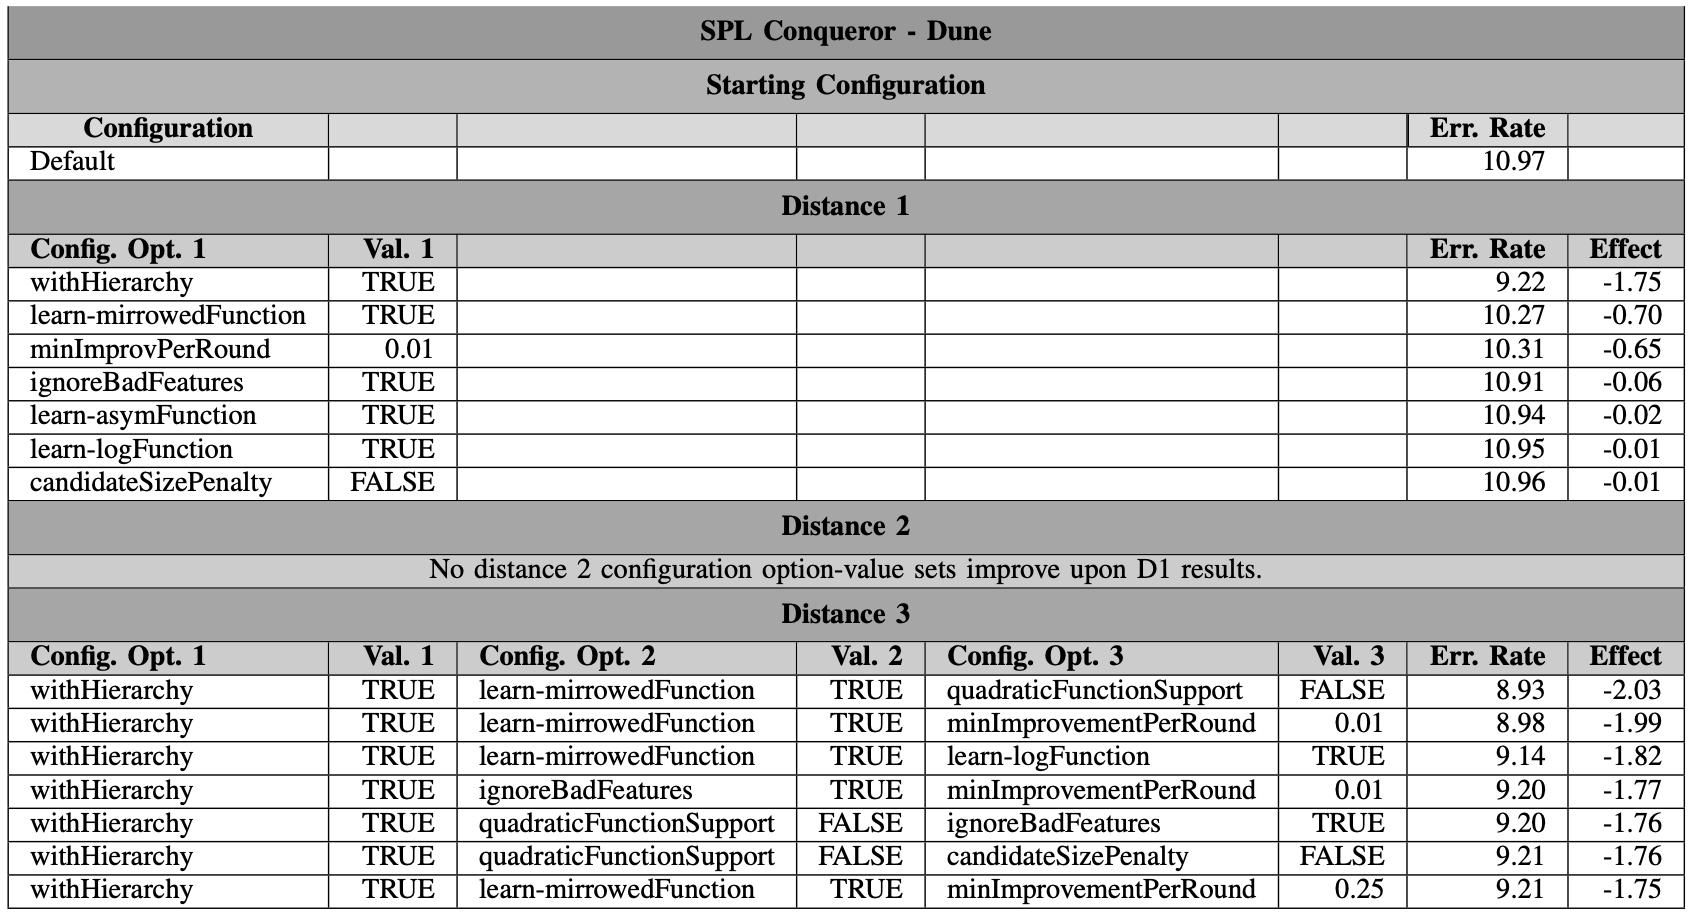 SPL Conqueror - Dune
Starting Configuration
Configuration Err. Rate
Default 10.97
Distance 1
Config. Opt. 1 Val. 1 Err. Rate Effect
withHierarchy TRUE 9.22 -1.75
learn-mirrowedFunction TRUE 10.27 -0.70
minImprovPerRound 0.01 10.31 -0.65
ignoreBadFeatures TRUE 10.91 -0.06
learn-asymFunction TRUE 10.94 -0.02
learn-logFunction TRUE 10.95 -0.01
candidateSizePenalty FALSE 10.96 -0.01
Distance 2
No distance 2 configuration option-value sets improve upon D1 results.
Distance 3
Config. Opt. 1 Val. 1 Config. Opt. 2 Val. 2 Config. Opt. 3 Val. 3 Err. Rate Effect
withHierarchy TRUE learn-mirrowedFunction TRUE quadraticFunctionSupport FALSE 8.93 -2.03
withHierarchy TRUE learn-mirrowedFunction TRUE minImprovementPerRound 0.01 8.98 -1.99
withHierarchy TRUE learn-mirrowedFunction TRUE learn-logFunction TRUE 9.14 -1.82
withHierarchy TRUE ignoreBadFeatures TRUE minImprovementPerRound 0.01 9.20 -1.77
withHierarchy TRUE quadraticFunctionSupport FALSE ignoreBadFeatures TRUE 9.20 -1.76
withHierarchy TRUE quadraticFunctionSupport FALSE candidateSizePenalty FALSE 9.21 -1.76
withHierarchy TRUE learn-mirrowedFunction TRUE minImprovementPerRound 0.25 9.21 -1.75